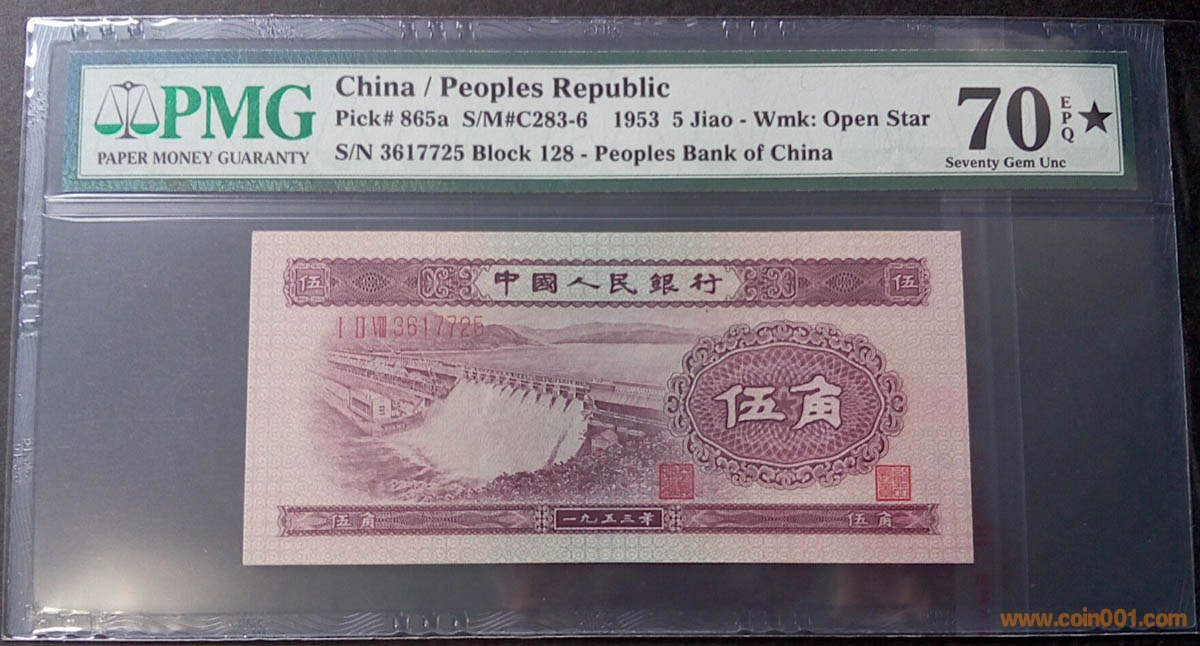 PMG
PAPER MONEY GUARANTY
China / Peoples Republic
Pick# 865a S/M#C283-6 1953 5 Jiao - Wmk: Open Star
S/N 3617725 Block 128 - Peoples Bank of China
70 EPQ ★
Seventy Gem Unc
伍 中國人民銀行 伍
I II VIII 3617725
伍角
伍角 一九五三年 伍角
www.coin001.com